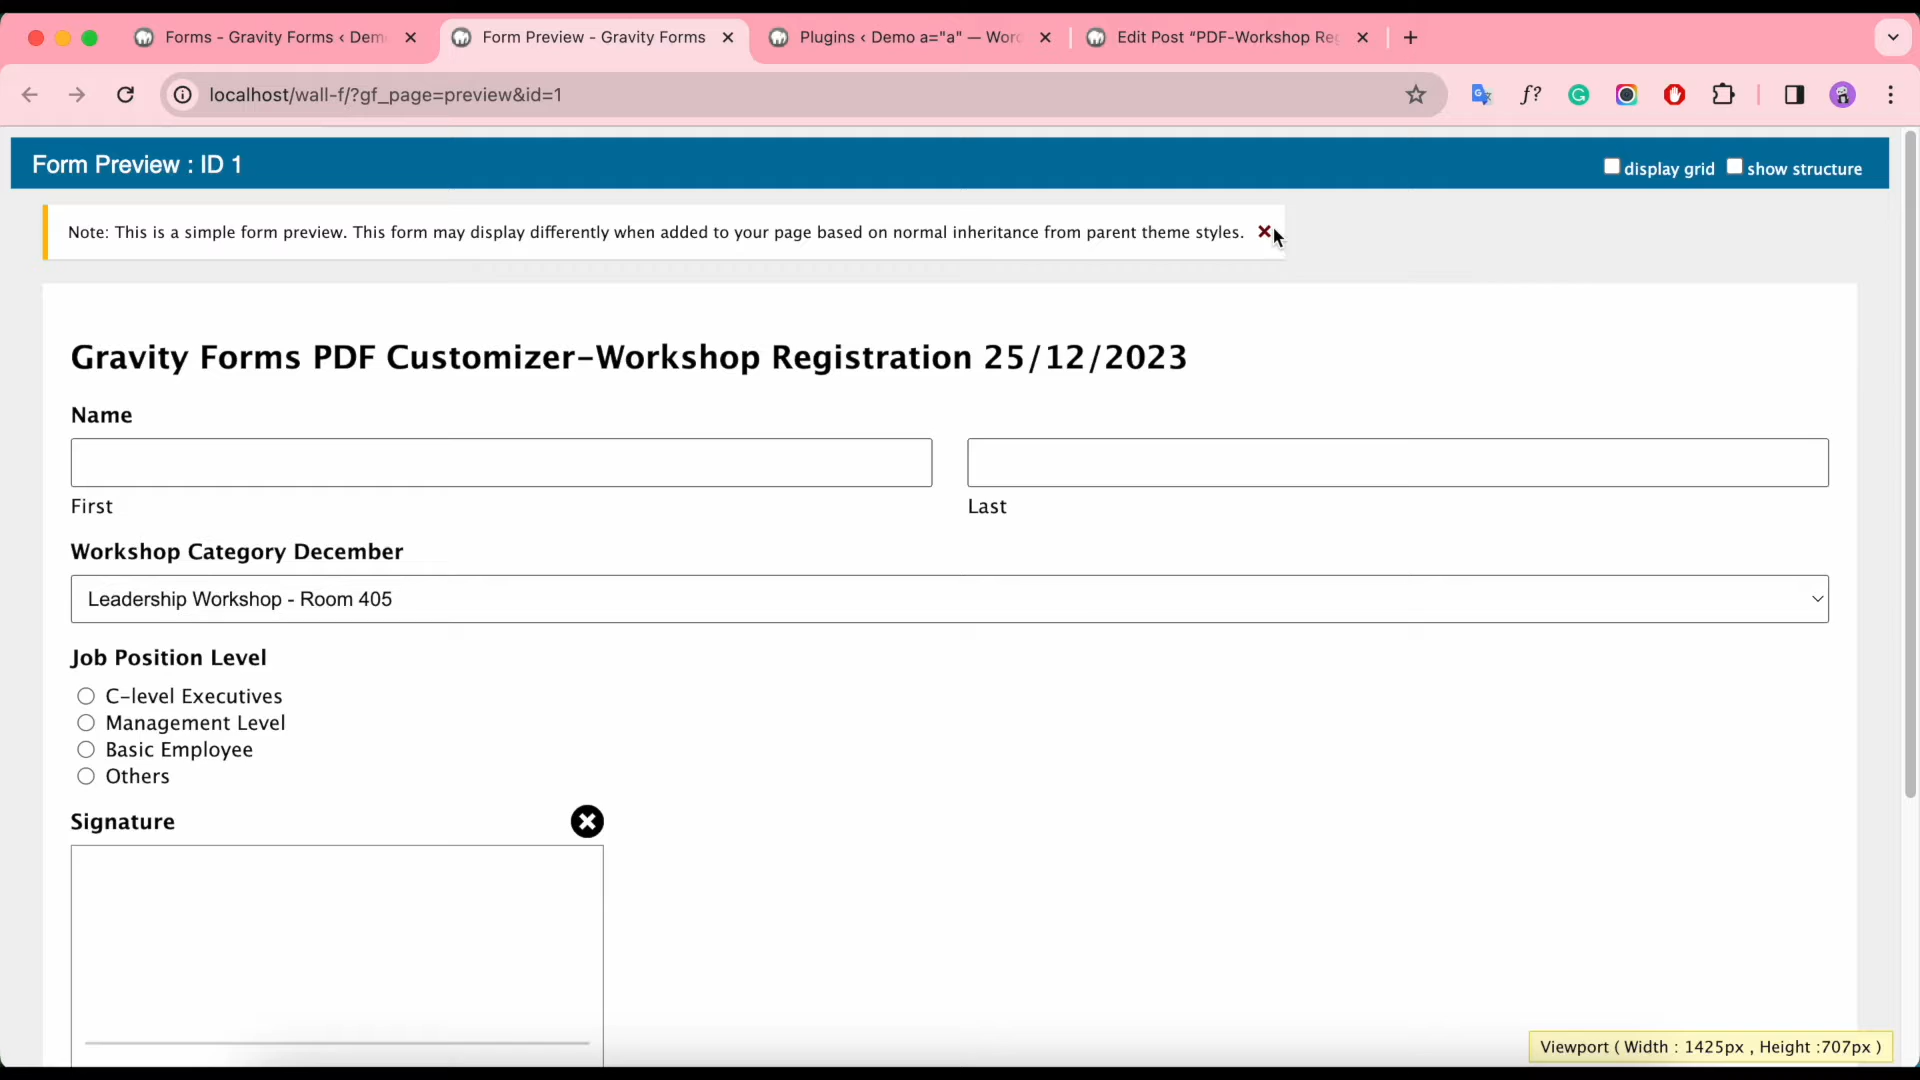 Forms - Gravity Forms ‹ Dem
Form Preview - Gravity Forms
Plugins ‹ Demo a="a" — Word
Edit Post "PDF-Workshop Reg
localhost/wall-f/?gf_page=preview&id=1
f?
Form Preview : ID 1
display grid
show structure
Note: This is a simple form preview. This form may display differently when added to your page based on normal inheritance from parent theme styles.
Gravity Forms PDF Customizer-Workshop Registration 25/12/2023
Name
First
Last
Workshop Category December
Leadership Workshop - Room 405
Job Position Level
C-level Executives
Management Level
Basic Employee
Others
Signature
Viewport ( Width : 1425px , Height :707px )